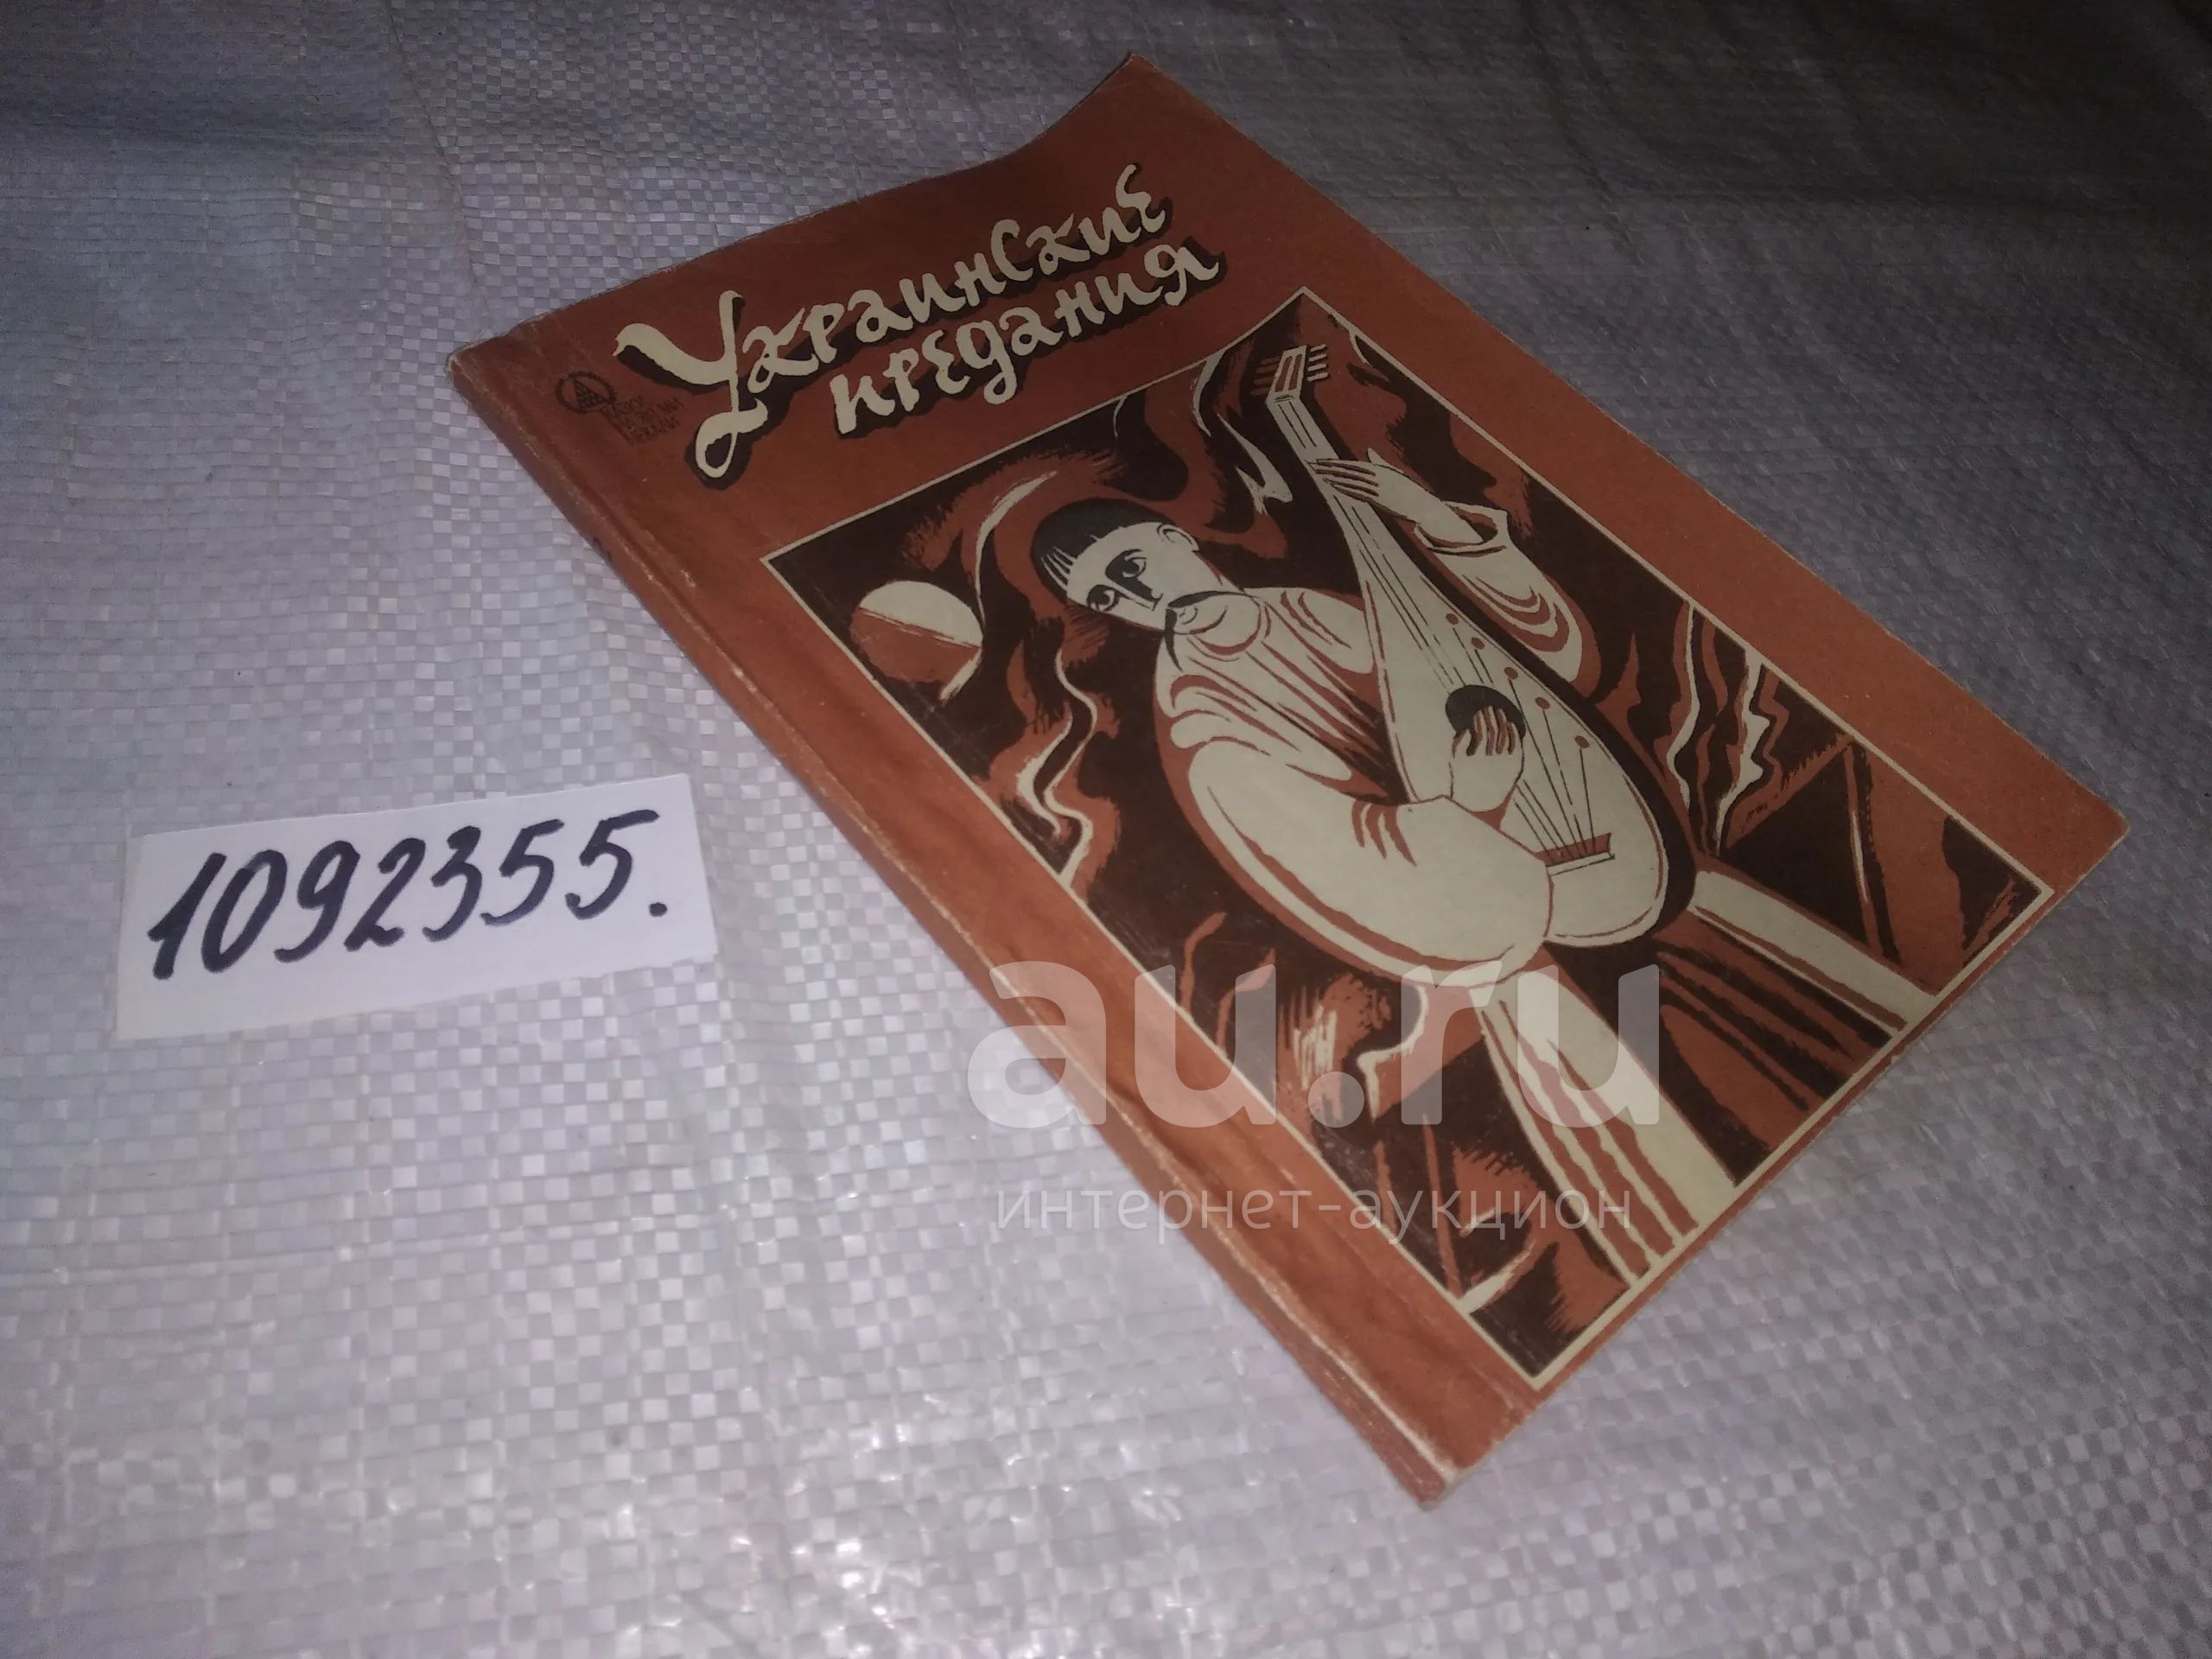 Украинские
предания
1092355.
au.ru
интернет-аукцион